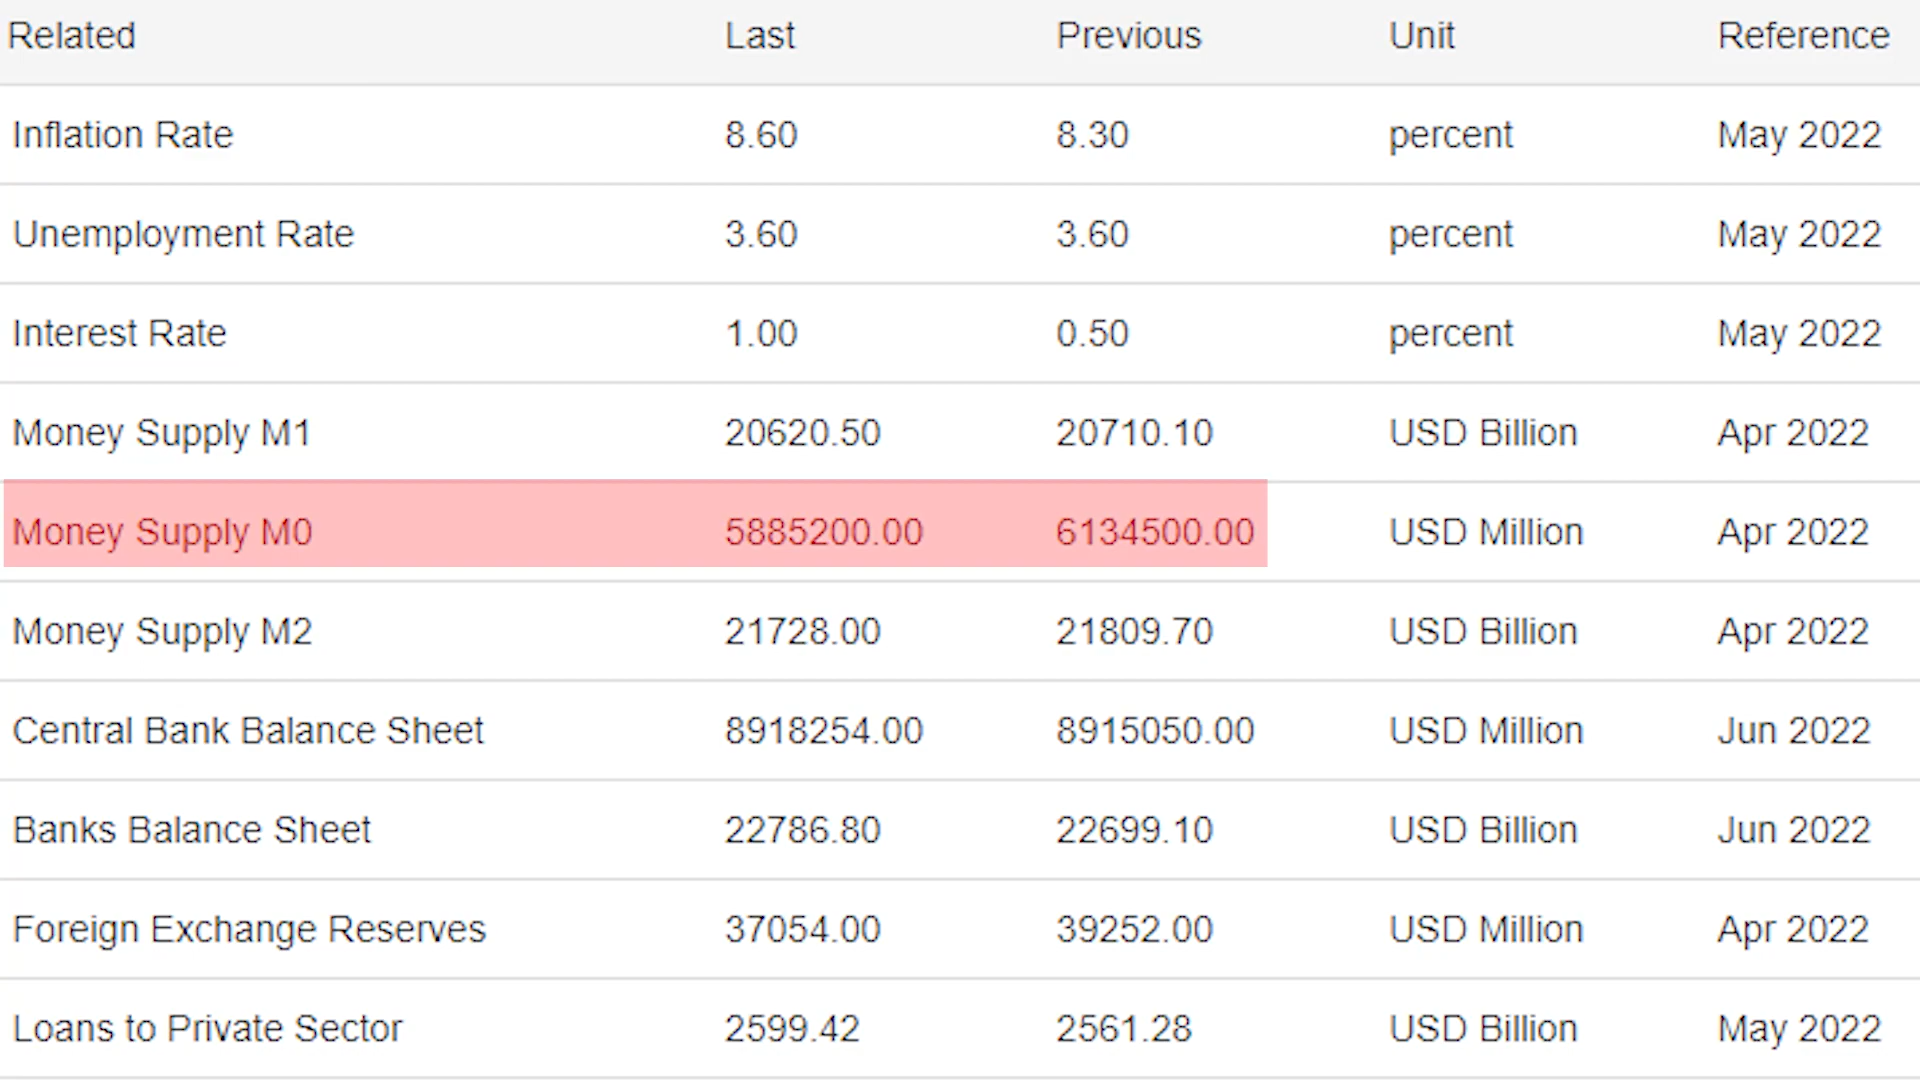 Related Last Previous Unit Reference
Inflation Rate 8.60 8.30 percent May 2022
Unemployment Rate 3.60 3.60 percent May 2022
Interest Rate 1.00 0.50 percent May 2022
Money Supply M1 20620.50 20710.10 USD Billion Apr 2022
Money Supply M0 5885200.00 6134500.00 USD Million Apr 2022
Money Supply M2 21728.00 21809.70 USD Billion Apr 2022
Central Bank Balance Sheet 8918254.00 8915050.00 USD Million Jun 2022
Banks Balance Sheet 22786.80 22699.10 USD Billion Jun 2022
Foreign Exchange Reserves 37054.00 39252.00 USD Million Apr 2022
Loans to Private Sector 2599.42 2561.28 USD Billion May 2022